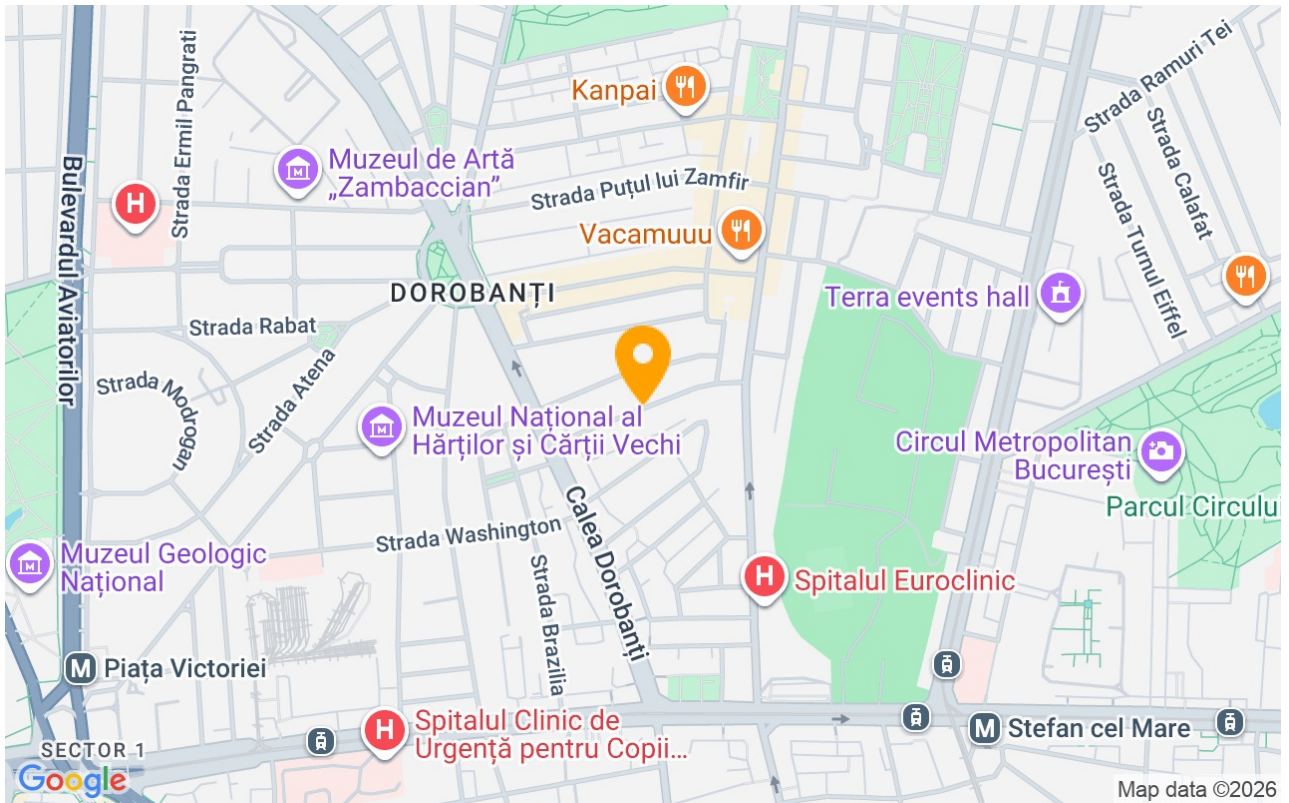 Strada Ermil Pangrati
Kanpai
Strada Ramuri Tei
Strada Calafat
Strada Turnul Eiffel
Muzeul de Artă
„Zambaccian”
H
Strada Puțul lui Zamfir
Bulevardul Aviatorilor
Vacamuuu
DOROBANȚI
Terra events hall
Strada Rabat
Strada Atena
Strada Modrogan
Muzeul Național al
Hărților și Cărții Vechi
Circul Metropolitan
București
Parcul Circului
Calea Dorobanți
Strada Washington
Strada Brazilia
Muzeul Geologic
Național
H Spitalul Euroclinic
M Piața Victoriei
H Spitalul Clinic de
Urgență pentru Copii...
M Stefan cel Mare
SECTOR 1
Google
Map data ©2026